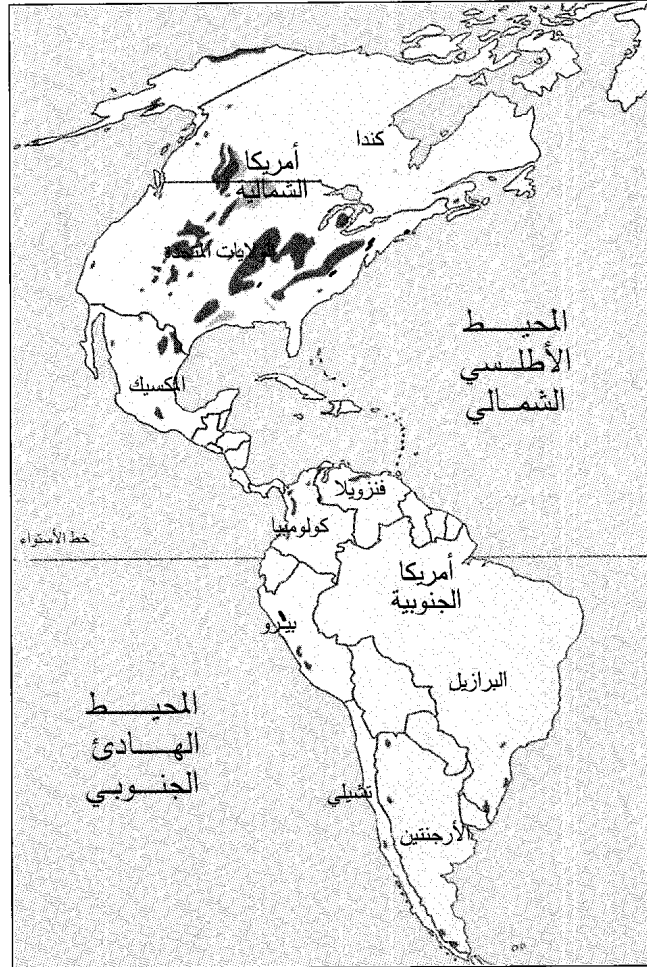 كندا
أمريكا
الشمالية
الولايات المتحدة
المحيط
الأطلسي
الشمالي
المكسيك
فنزويلا
كولومبيا
خط الأستواء
أمريكا
الجنوبية
بيرو
البرازيل
المحيط
الهادئ
الجنوبي
تشيلي
الأرجنتين